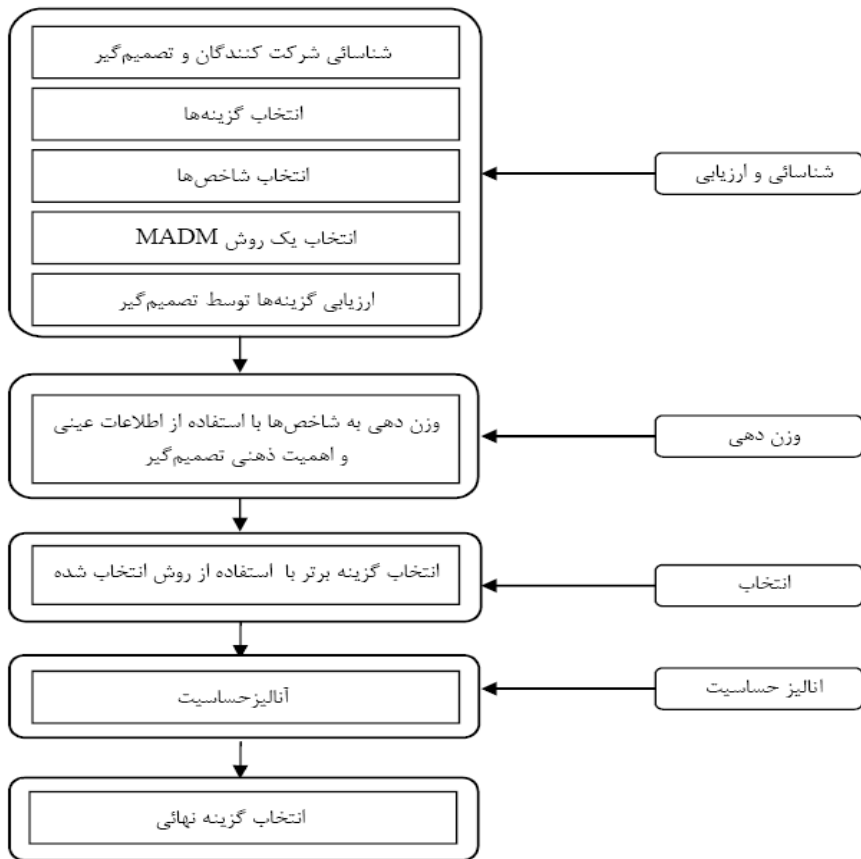 شناسائی شرکت کنندگان و تصمیم‌گیر
انتخاب گزینه‌ها
انتخاب شاخص‌ها
انتخاب یک روش MADM
ارزیابی گزینه‌ها توسط تصمیم‌گیر
شناسائی و ارزیابی
وزن دهی به شاخص‌ها با استفاده از اطلاعات عینی
و اهمیت ذهنی تصمیم‌گیر
وزن دهی
انتخاب گزینه برتر با استفاده از روش انتخاب شده
انتخاب
آنالیزحساسیت
انالیز حساسیت
انتخاب گزینه نهائی